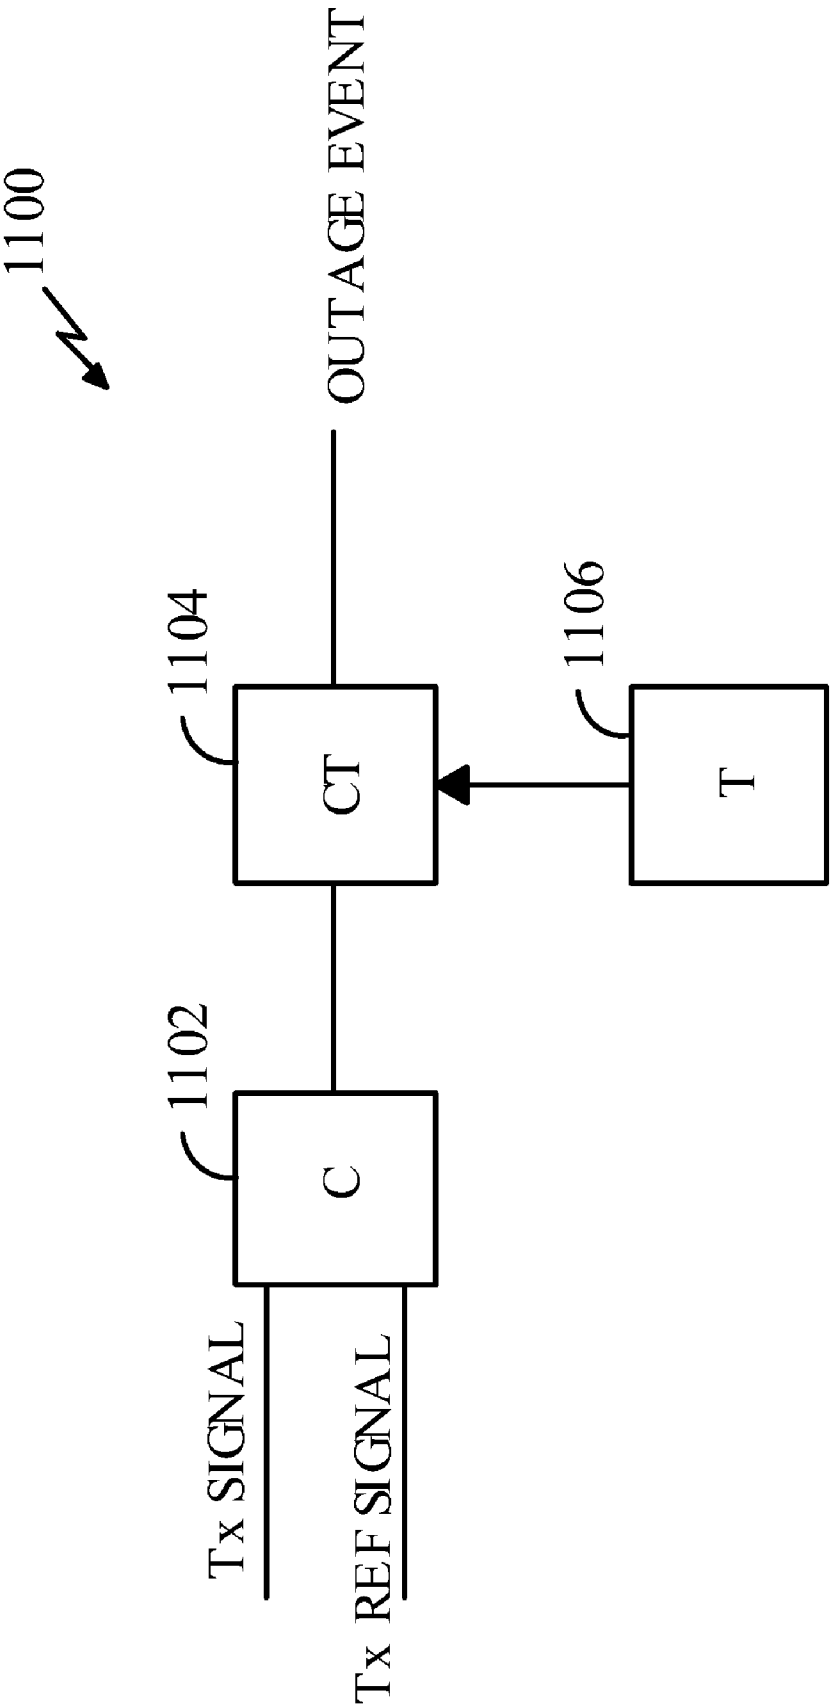 1100
Tx SIGNAL
Tx REF SIGNAL
1102
C
1104
CT
OUTAGE EVENT
1106
T